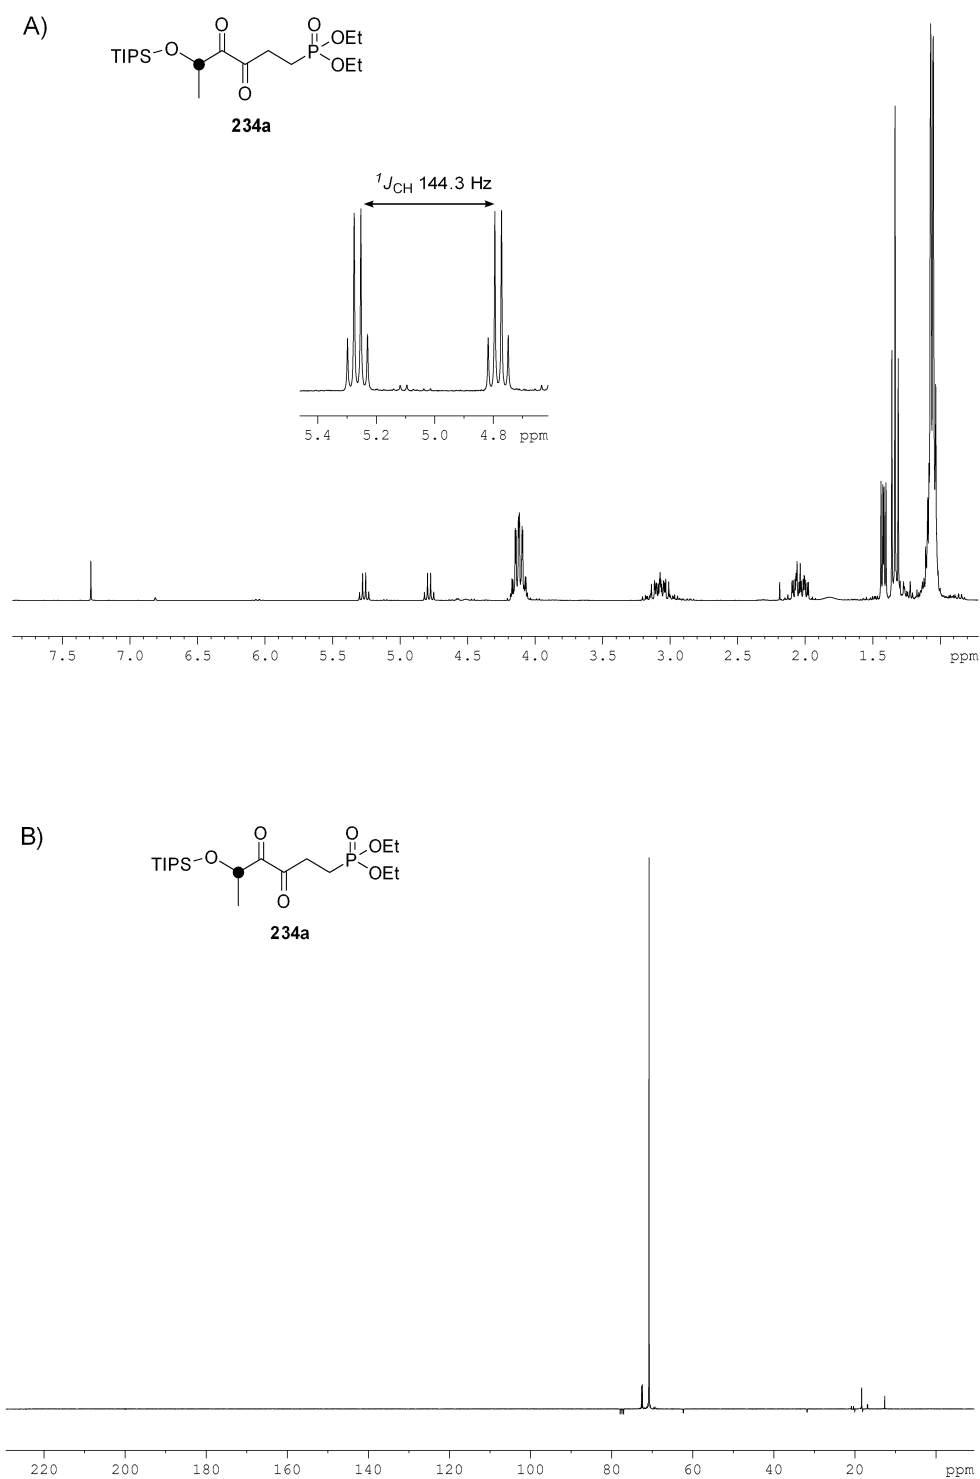 A)
O
O
OEt
TIPS
P
OEt
O
234a
1JCH 144.3 Hz
5.4 5.2 5.0 4.8 ppm
7.5 7.0 6.5 6.0 5.5 5.0 4.5 4.0 3.5 3.0 2.5 2.0 1.5 ppm
B)
O
O
OEt
TIPS
O
P
OEt
O
234a
220 200 180 160 140 120 100 80 60 40 20 ppm